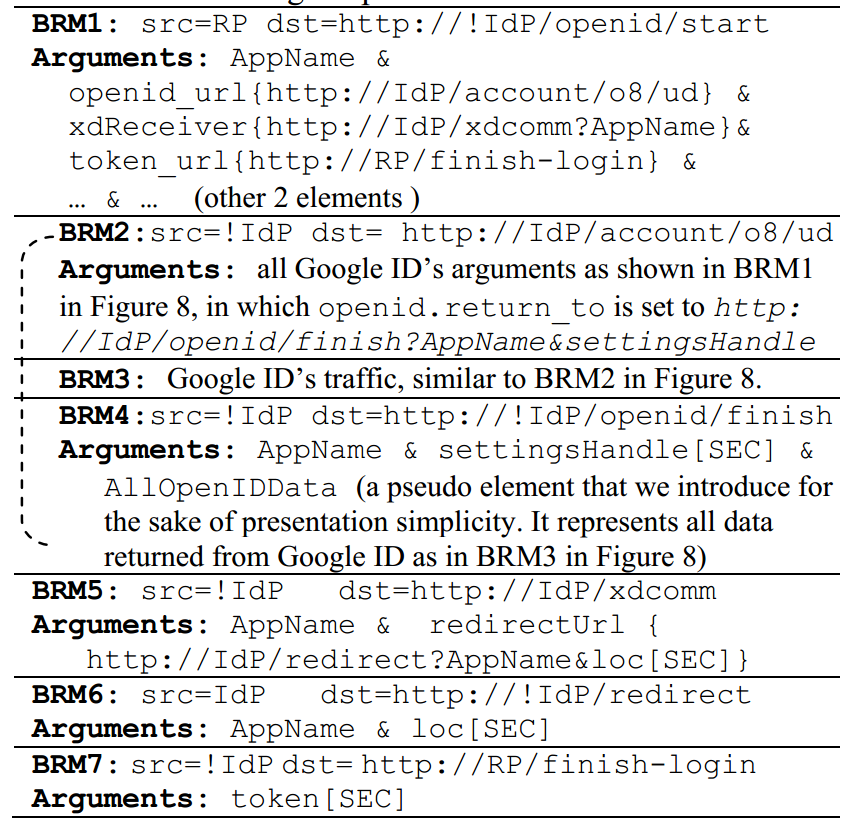 BRM1: src=RP dst=http://!IdP/openid/start
Arguments: AppName &
openid_url{http://IdP/account/o8/ud} &
xdReceiver{http://IdP/xdcomm?AppName}&
token_url{http://RP/finish-login} &
… & … (other 2 elements )
BRM2:src=!IdP dst= http://IdP/account/o8/ud
Arguments: all Google ID’s arguments as shown in BRM1
in Figure 8, in which openid.return_to is set to http:
//IdP/openid/finish?AppName&settingsHandle
BRM3: Google ID’s traffic, similar to BRM2 in Figure 8.
BRM4:src=!IdP dst=http://!IdP/openid/finish
Arguments: AppName & settingsHandle[SEC] &
AllOpenIDData (a pseudo element that we introduce for
the sake of presentation simplicity. It represents all data
returned from Google ID as in BRM3 in Figure 8)
BRM5: src=!IdP dst=http://IdP/xdcomm
Arguments: AppName & redirectUrl {
http://IdP/redirect?AppName&loc[SEC]}
BRM6: src=IdP dst=http://!IdP/redirect
Arguments: AppName & loc[SEC]
BRM7: src=!IdP dst= http://RP/finish-login
Arguments: token[SEC]